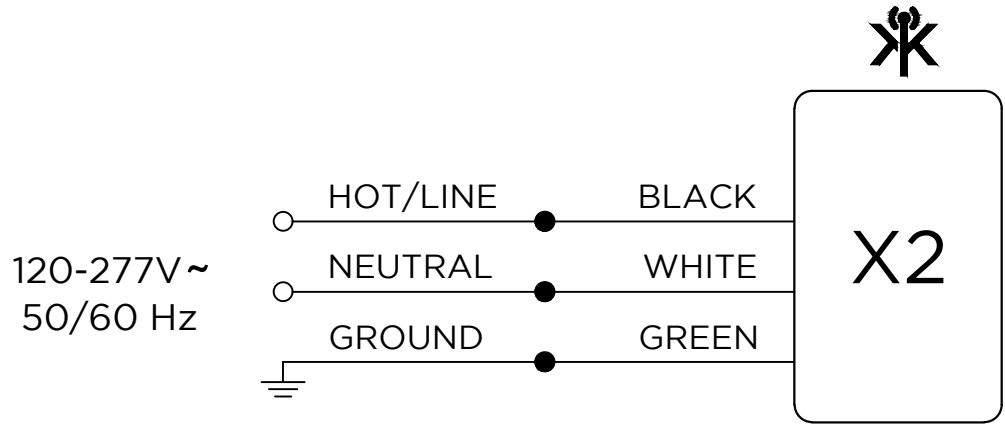 HOT/LINE BLACK
120-277V~
50/60 Hz
NEUTRAL WHITE
GROUND GREEN
X2